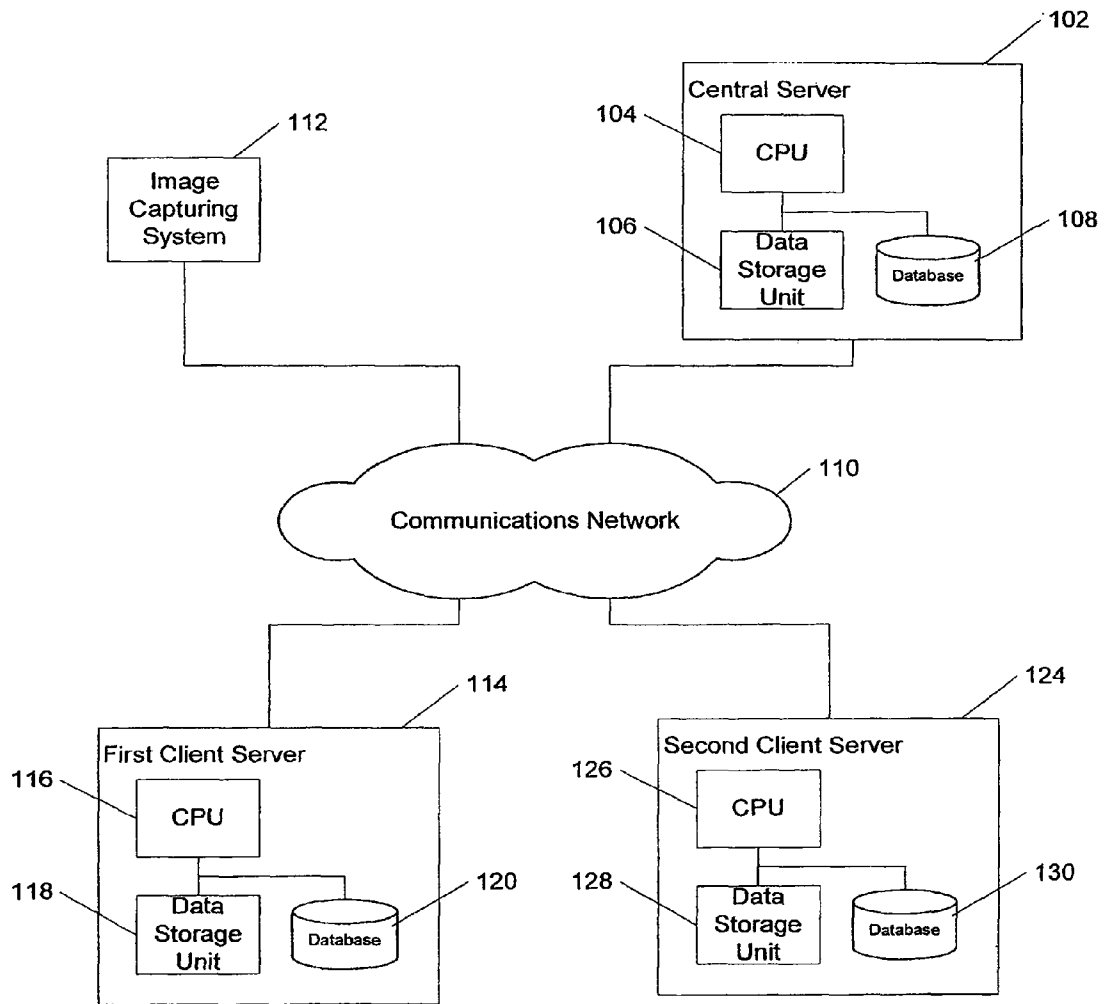 102
Central Server
104
CPU
112
Image
Capturing
System
106
Data
Storage
Unit
108
Database
110
Communications Network
114
First Client Server
116
CPU
118
Data
Storage
Unit
120
Database
124
Second Client Server
126
CPU
128
Data
Storage
Unit
130
Database